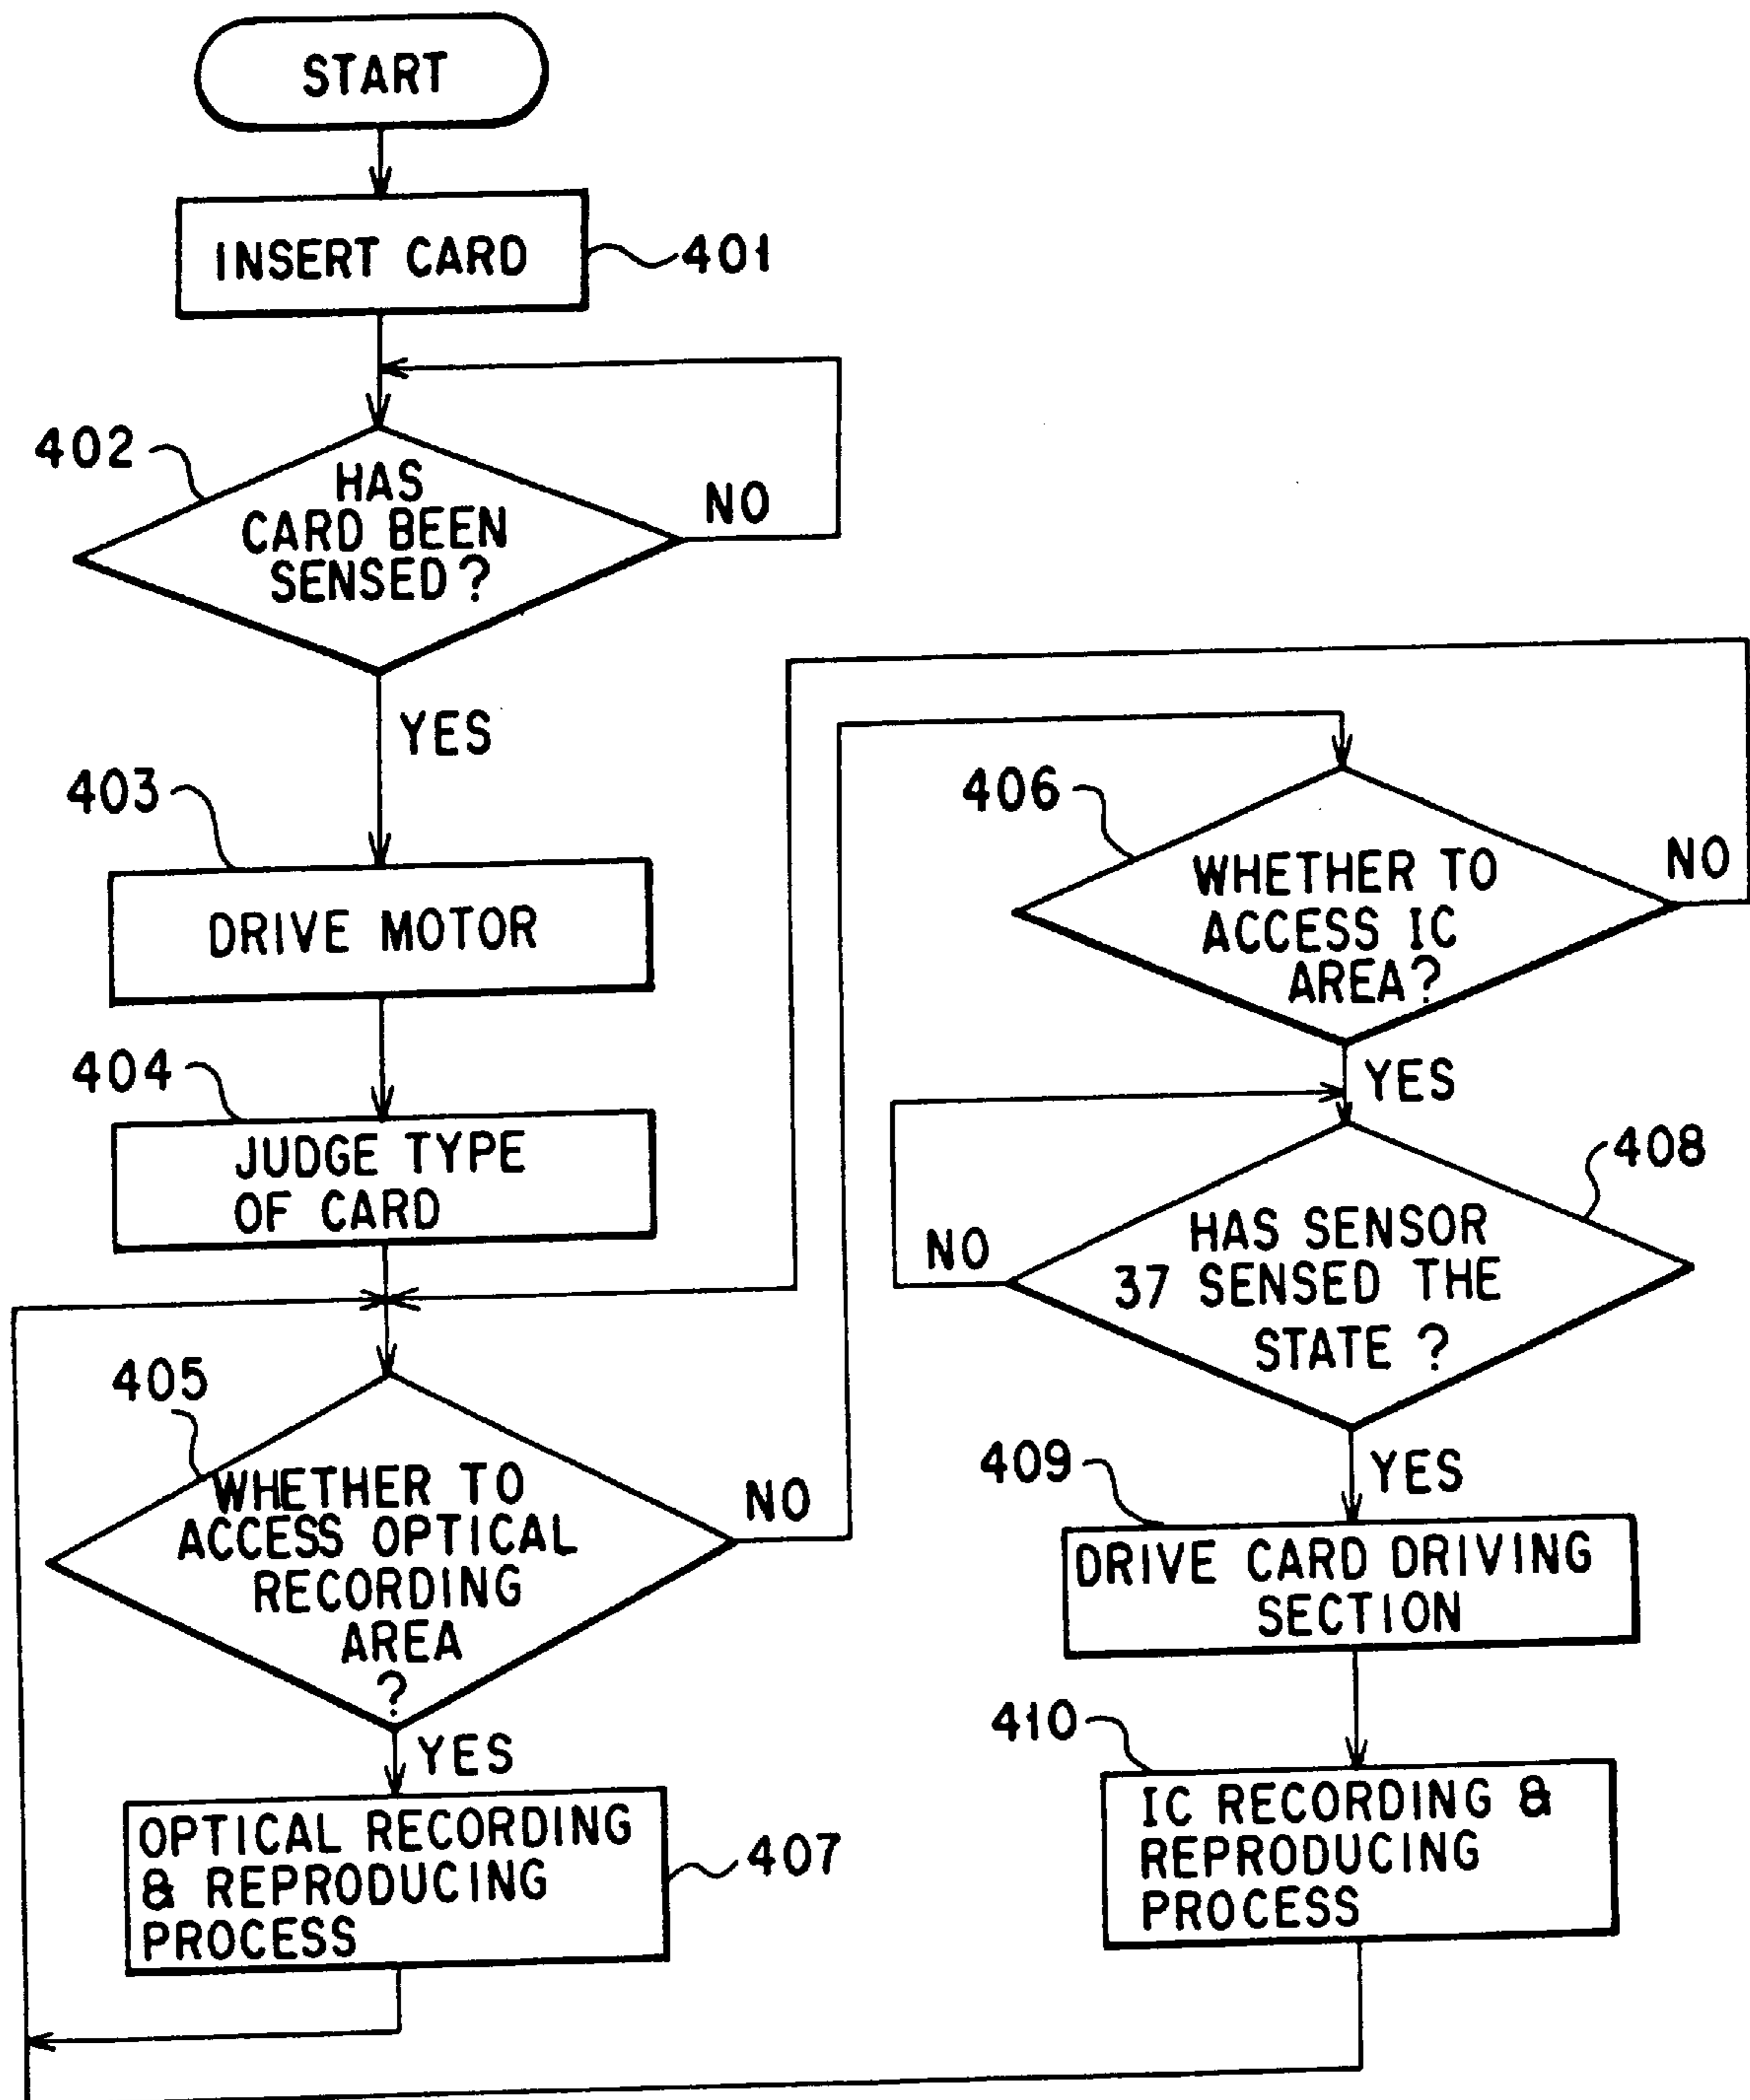 START
INSERT CARD
401
402
HAS
CARD BEEN
SENSED?
NO
YES
403
DRIVE MOTOR
404
JUDGE TYPE
OF CARD
405
WHETHER TO
ACCESS OPTICAL
RECORDING
AREA
?
NO
YES
OPTICAL RECORDING
& REPRODUCING
PROCESS
407
406
WHETHER TO
ACCESS IC
AREA?
NO
YES
408
HAS SENSOR
37 SENSED THE
STATE ?
NO
YES
409
DRIVE CARD DRIVING
SECTION
410
IC RECORDING &
REPRODUCING
PROCESS